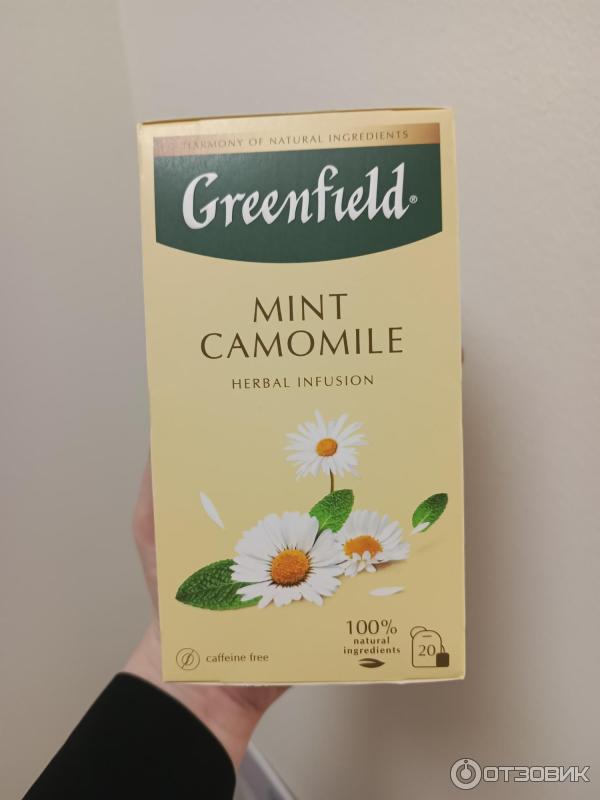 HARMONY OF NATURAL INGREDIENTS
Greenfield®
MINT
CAMOMILE
HERBAL INFUSION
100%
natural
ingredients
20
caffeine free
ОТЗОВИК